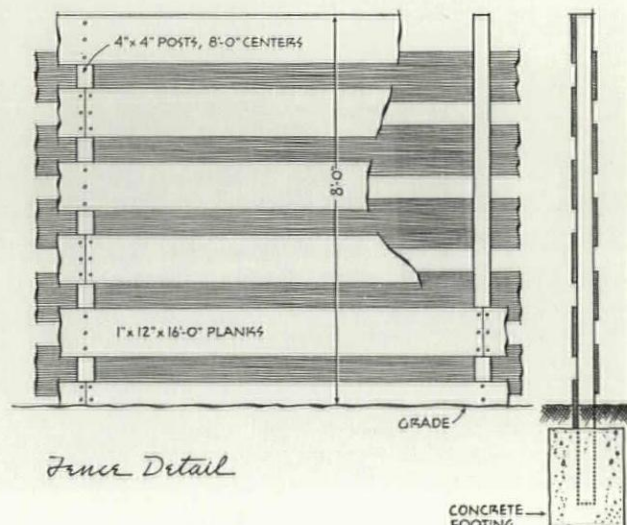 4"x 4" POSTS, 8'-0" CENTERS
8'-0"
1"x 12"x 16'-0" PLANKS
GRADE
Fence Detail
CONCRETE
FOOTING